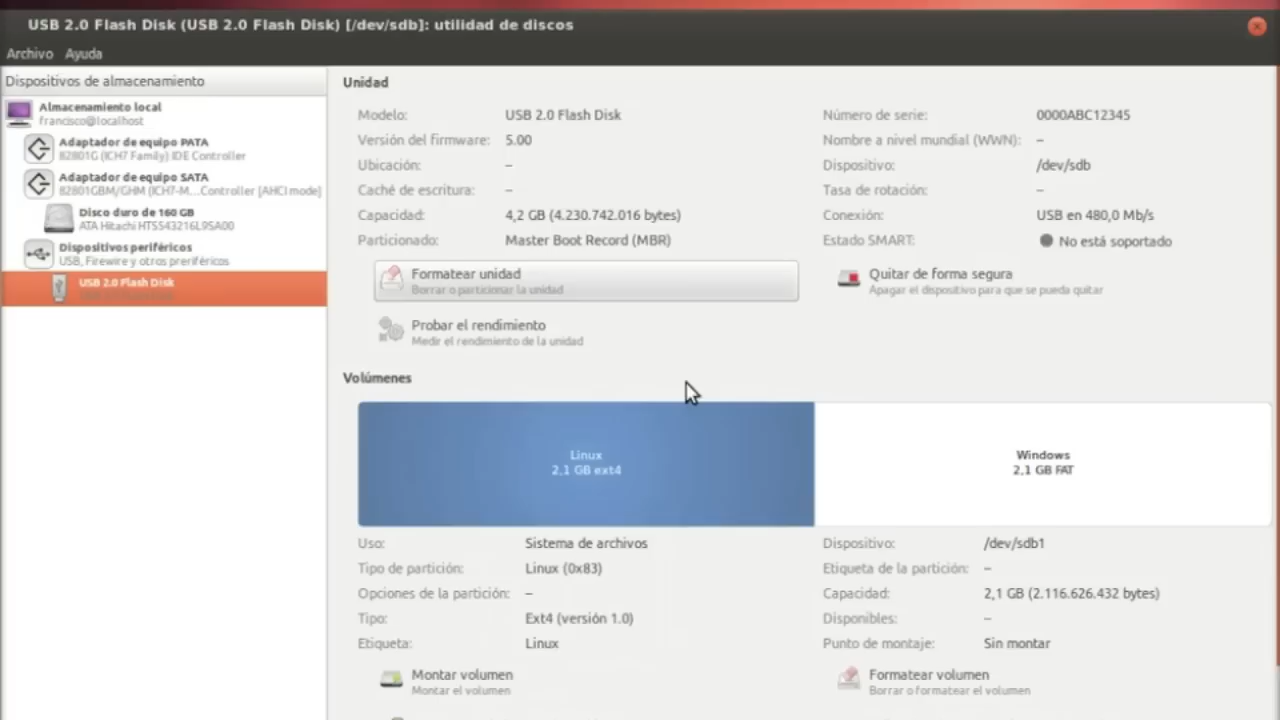 USB 2.0 Flash Disk (USB 2.0 Flash Disk) [/dev/sdb]: utilidad de discos
Archivo Ayuda
Dispositivos de almacenamiento
Almacenamiento local
francisco@localhost
Adaptador de equipo PATA
82801G (ICH7 Family) IDE Controller
Adaptador de equipo SATA
82801GBM/GHM (ICH7-M...Controller [AHCI mode]
Disco duro de 160 GB
ATA Hitachi HTS543216L9SA00
Dispositivos periféricos
USB, Firewire y otros preriféricos
USB 2.0 Flash Disk
Unidad
Modelo: USB 2.0 Flash Disk
Número de serie: 0000ABC12345
Versión del firmware: 5.00
Nombre a nivel mundial (WWN): –
Ubicación: –
Dispositivo: /dev/sdb
Caché de escritura: –
Tasa de rotación: –
Capacidad: 4,2 GB (4.230.742.016 bytes)
Conexión: USB en 480,0 Mb/s
Particionado: Master Boot Record (MBR)
Estado SMART: No está soportado
Formatear unidad
Borrar o particionar la unidad
Quitar de forma segura
Apagar el dispositivo para que se pueda quitar
Probar el rendimiento
Medir el rendimiento de la unidad
Volúmenes
Linux
2,1 GB ext4
Windows
2,1 GB FAT
Uso: Sistema de archivos
Dispositivo: /dev/sdb1
Tipo de partición: Linux (0x83)
Etiqueta de la partición: –
Opciones de la partición: –
Capacidad: 2,1 GB (2.116.626.432 bytes)
Tipo: Ext4 (versión 1.0)
Disponibles: –
Etiqueta: Linux
Punto de montaje: Sin montar
Montar volumen
Montar el volumen
Formatear volumen
Borrar o formatear el volumen